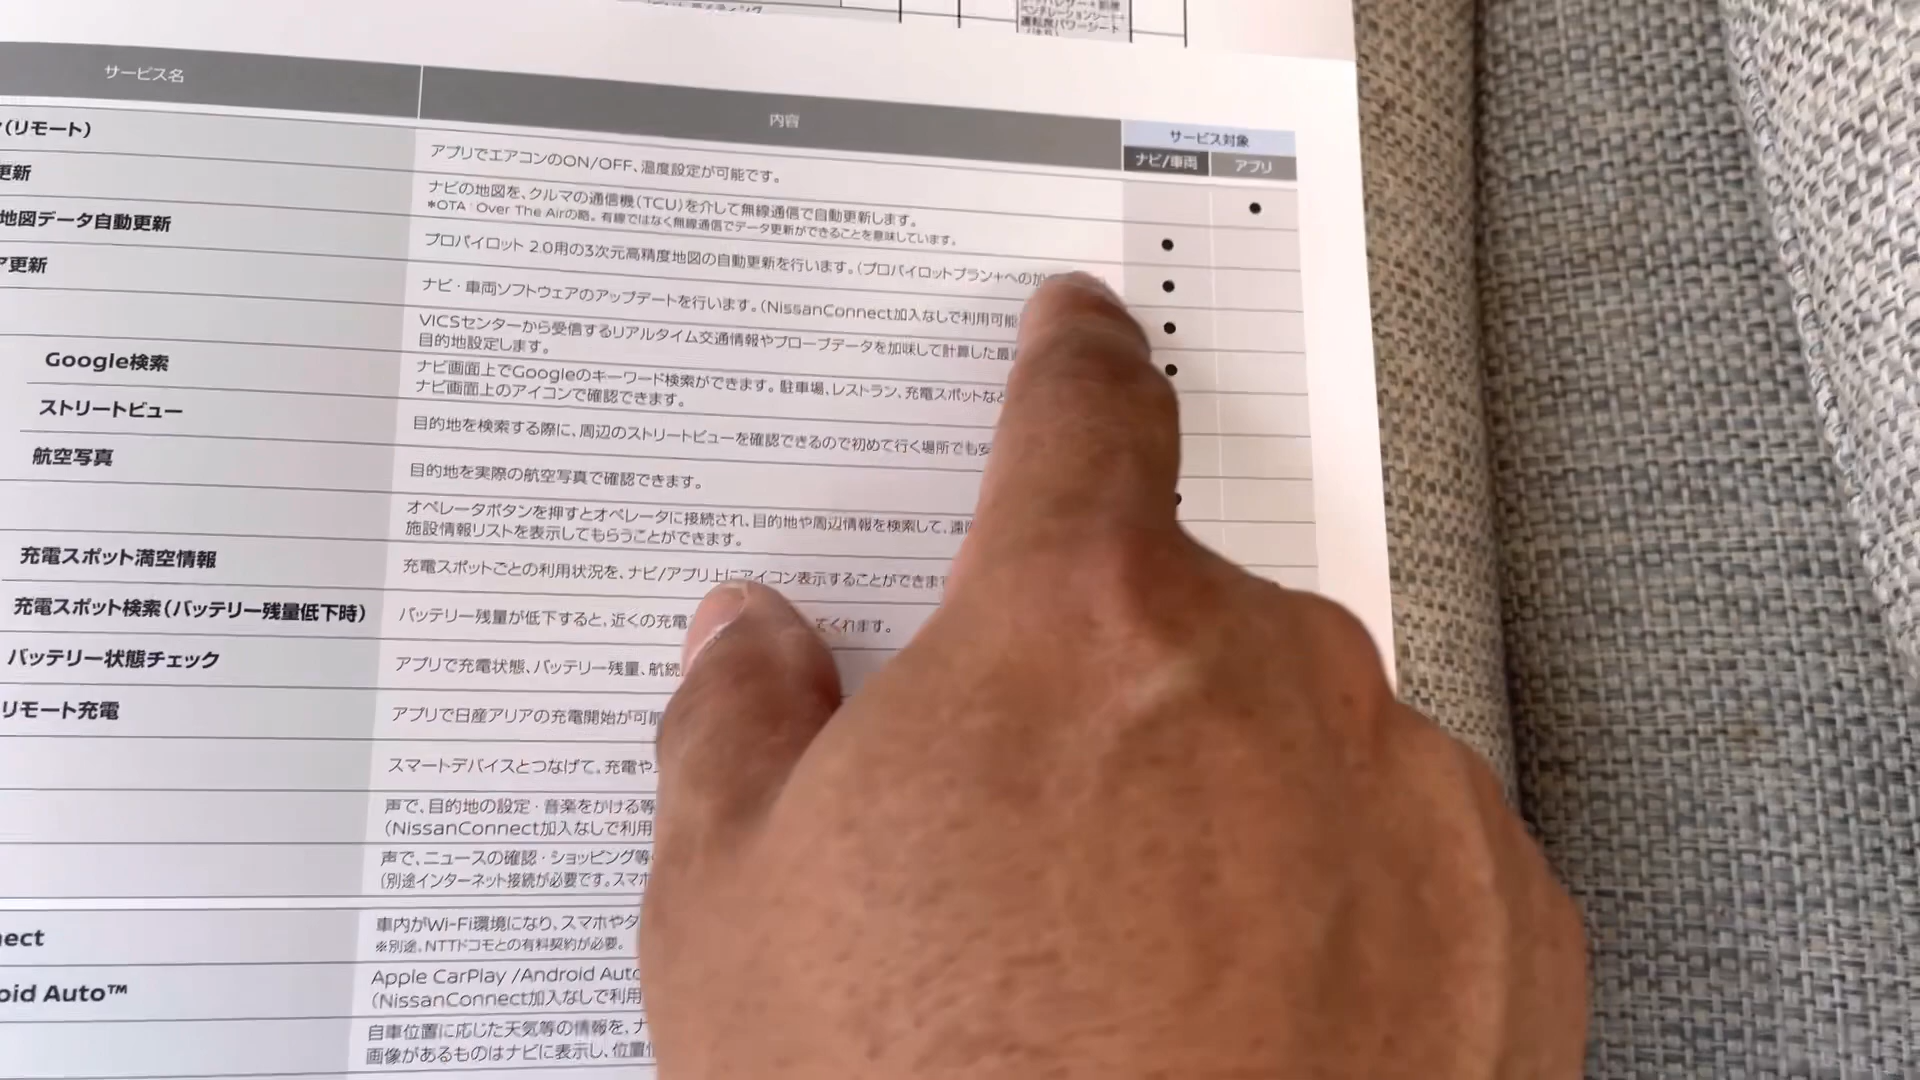 運転席パワーシート
サービス名
内容
サービス対象
ナビ/車両
アプリ
(リモート)
アプリでエアコンのON/OFF、温度設定が可能です。
●
更新
ナビの地図を、クルマの通信機(TCU)を介して無線通信で自動更新します。
*OTA:Over The Airの略。有線ではなく無線通信でデータ更新ができることを意味しています。
●
地図データ自動更新
プロパイロット 2.0用の3次元高精度地図の自動更新を行います。(プロパイロットプラン+への加
●
ア更新
ナビ・車両ソフトウェアのアップデートを行います。(NissanConnect加入なしで利用可能
●
VICSセンターから受信するリアルタイム交通情報やプローブデータを加味して計算した最
目的地設定します。
●
Google検索
ナビ画面上でGoogleのキーワード検索ができます。駐車場、レストラン、充電スポットなど
ナビ画面上のアイコンで確認できます。
ストリートビュー
目的地を検索する際に、周辺のストリートビューを確認できるので初めて行く場所でも安
航空写真
目的地を実際の航空写真で確認できます。
オペレータボタンを押すとオペレータに接続され、目的地や周辺情報を検索して、遠
施設情報リストを表示してもらうことができます。
充電スポット満空情報
充電スポットごとの利用状況を、ナビ/アプリ上にアイコン表示することができま
充電スポット検索(バッテリー残量低下時)
バッテリー残量が低下すると、近くの充電 てくれます。
バッテリー状態チェック
アプリで充電状態、バッテリー残量、航続
リモート充電
アプリで日産アリアの充電開始が可能
スマートデバイスとつなげて。充電や
声で、目的地の設定・音楽をかける等
(NissanConnect加入なしで利用
声で、ニュースの確認・ショッピング等
(別途インターネット接続が必要です。スマホ
nect
車内がWi-Fi環境になり、スマホやタ
※別途、NTTドコモとの有料契約が必要。
oid Auto™
Apple CarPlay /Android Auto
(NissanConnect加入なしで利用
自車位置に応じた天気等の情報を、ナ
画像があるものはナビに表示し、位置